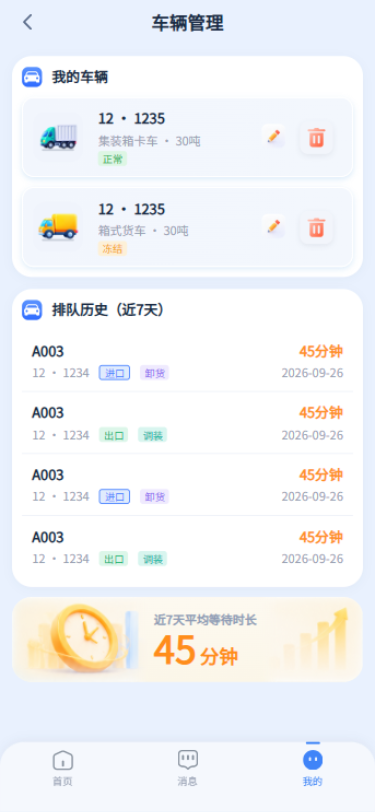 车辆管理
我的车辆
12 · 1235
集装箱卡车 · 30吨
正常
12 · 1235
箱式货车 · 30吨
冻结
排队历史（近7天）
A003 45分钟
12 · 1234 进口 卸货 2026-09-26
A003 45分钟
12 · 1234 出口 调装 2026-09-26
A003 45分钟
12 · 1234 进口 卸货 2026-09-26
A003 45分钟
12 · 1234 出口 调装 2026-09-26
近7天平均等待时长
45 分钟
首页 消息 我的